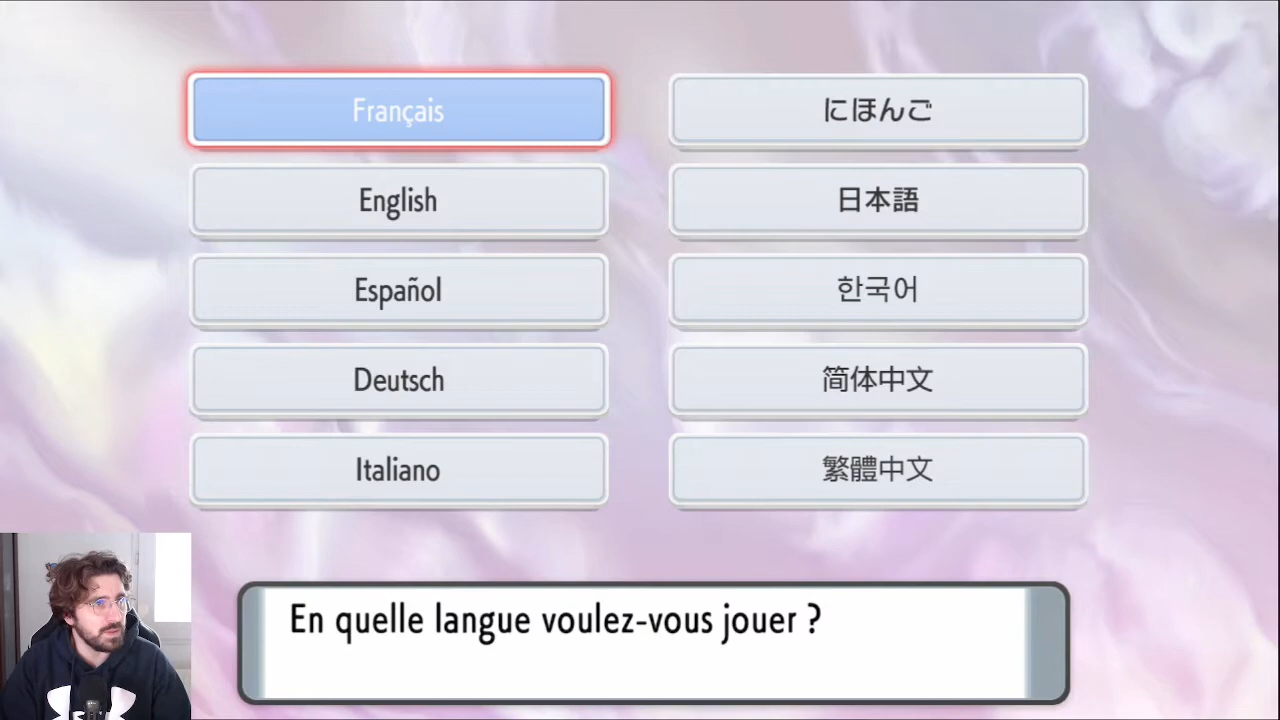 Français
English
Español
Deutsch
Italiano
にほんご
日本語
한국어
简体中文
繁體中文
En quelle langue voulez-vous jouer ?